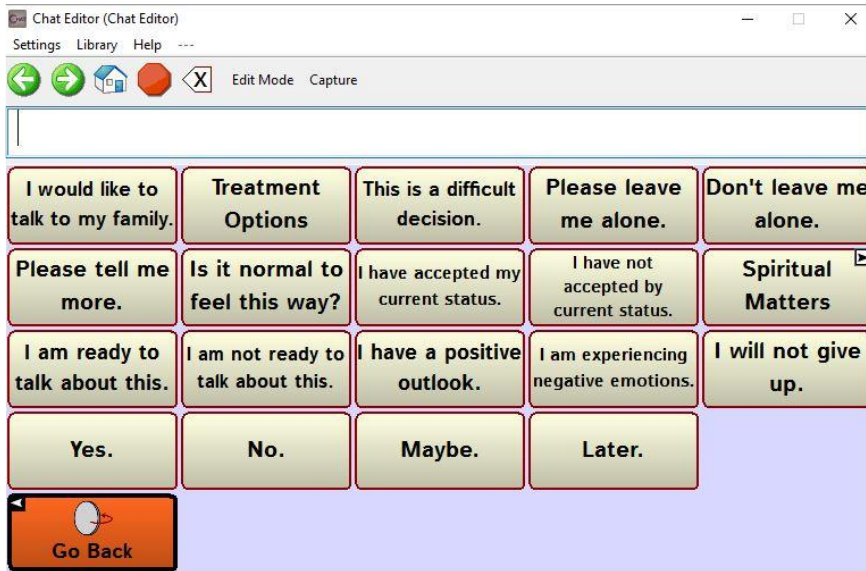 CHAT Chat Editor (Chat Editor)
Settings Library Help ---
X Edit Mode Capture
I would like to
talk to my family.
Treatment
Options
This is a difficult
decision.
Please leave
me alone.
Don't leave me
alone.
Please tell me
more.
Is it normal to
feel this way?
I have accepted my
current status.
I have not
accepted by
current status.
Spiritual
Matters
I am ready to
talk about this.
I am not ready to
talk about this.
I have a positive
outlook.
I am experiencing
negative emotions.
I will not give
up.
Yes.
No.
Maybe.
Later.
Go Back